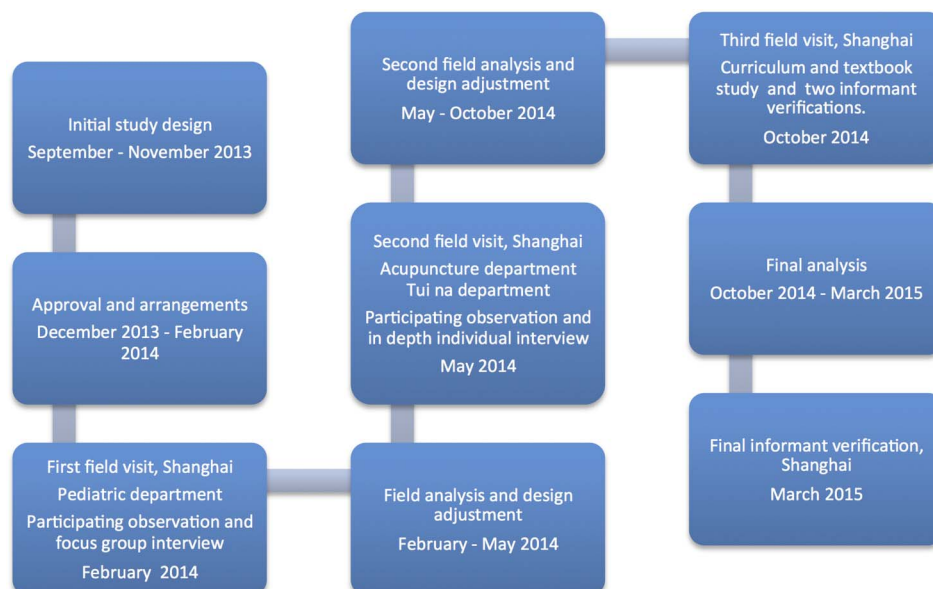 Initial study design
September - November 2013
Approval and arrangements
December 2013 - February
2014
First field visit, Shanghai
Pediatric department
Participating observation and
focus group interview
February 2014
Field analysis and design
adjustment
February - May 2014
Second field visit, Shanghai
Acupuncture department
Tui na department
Participating observation and
in depth individual interview
May 2014
Second field analysis and
design adjustment
May - October 2014
Third field visit, Shanghai
Curriculum and textbook
study and two informant
verifications.
October 2014
Final analysis
October 2014 - March 2015
Final informant verification,
Shanghai
March 2015